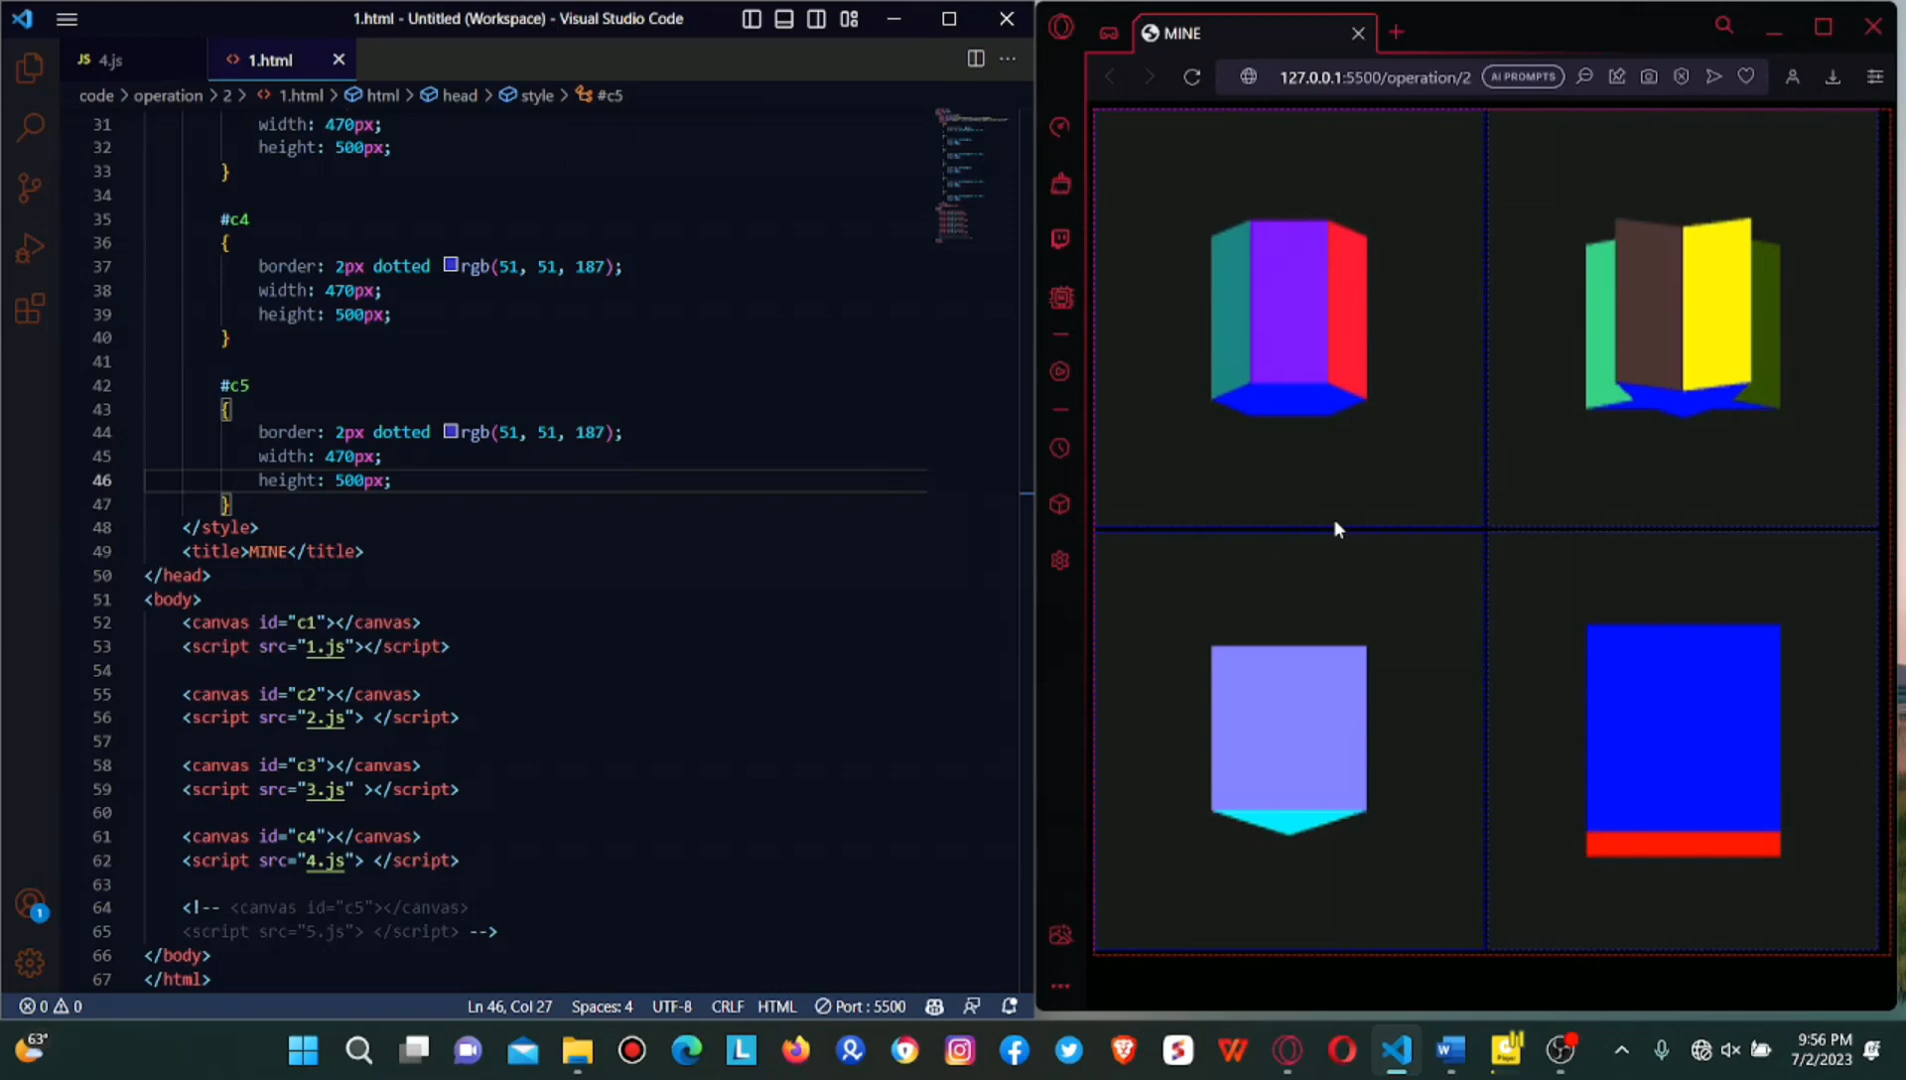 1.html - Untitled (Workspace) - Visual Studio Code
JS 4.js
<> 1.html
code > operation > 2 > <> 1.html > html > head > style > #c5
31 width: 470px;
32 height: 500px;
33 }
34
35 #c4
36 {
37 border: 2px dotted rgb(51, 51, 187);
38 width: 470px;
39 height: 500px;
40 }
41
42 #c5
43 {
44 border: 2px dotted rgb(51, 51, 187);
45 width: 470px;
46 height: 500px;
47 }
48 </style>
49 <title>MINE</title>
50 </head>
51 <body>
52 <canvas id="c1"></canvas>
53 <script src="1.js"></script>
54
55 <canvas id="c2"></canvas>
56 <script src="2.js"> </script>
57
58 <canvas id="c3"></canvas>
59 <script src="3.js" ></script>
60
61 <canvas id="c4"></canvas>
62 <script src="4.js"> </script>
63
64 <!-- <canvas id="c5"></canvas>
65 <script src="5.js"> </script> -->
66 </body>
67 </html>
1
0 0
Ln 46, Col 27
Spaces: 4
UTF-8
CRLF
HTML
Port : 5500
MINE
127.0.0.1:5500/operation/2
AI PROMPTS
63°
L
S
W
W
9:56 PM
7/2/2023